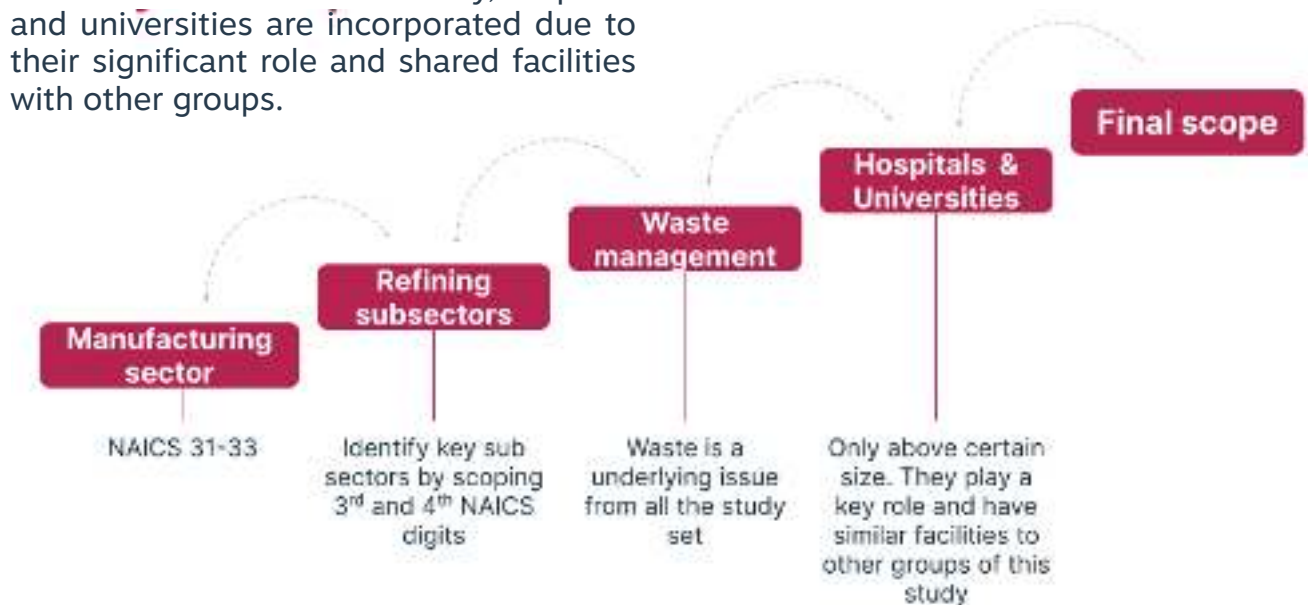 and universities are incorporated due to
their significant role and shared facilities
with other groups.
Final scope
Hospitals &
Universities
Waste
management
Refining
subsectors
Manufacturing
sector
NAICS 31-33
Identify key sub
sectors by scoping
3rd and 4th NAICS
digits
Waste is a
underlying issue
from all the study
set
Only above certain
size. They play a
key role and have
similar facilities to
other groups of this
study